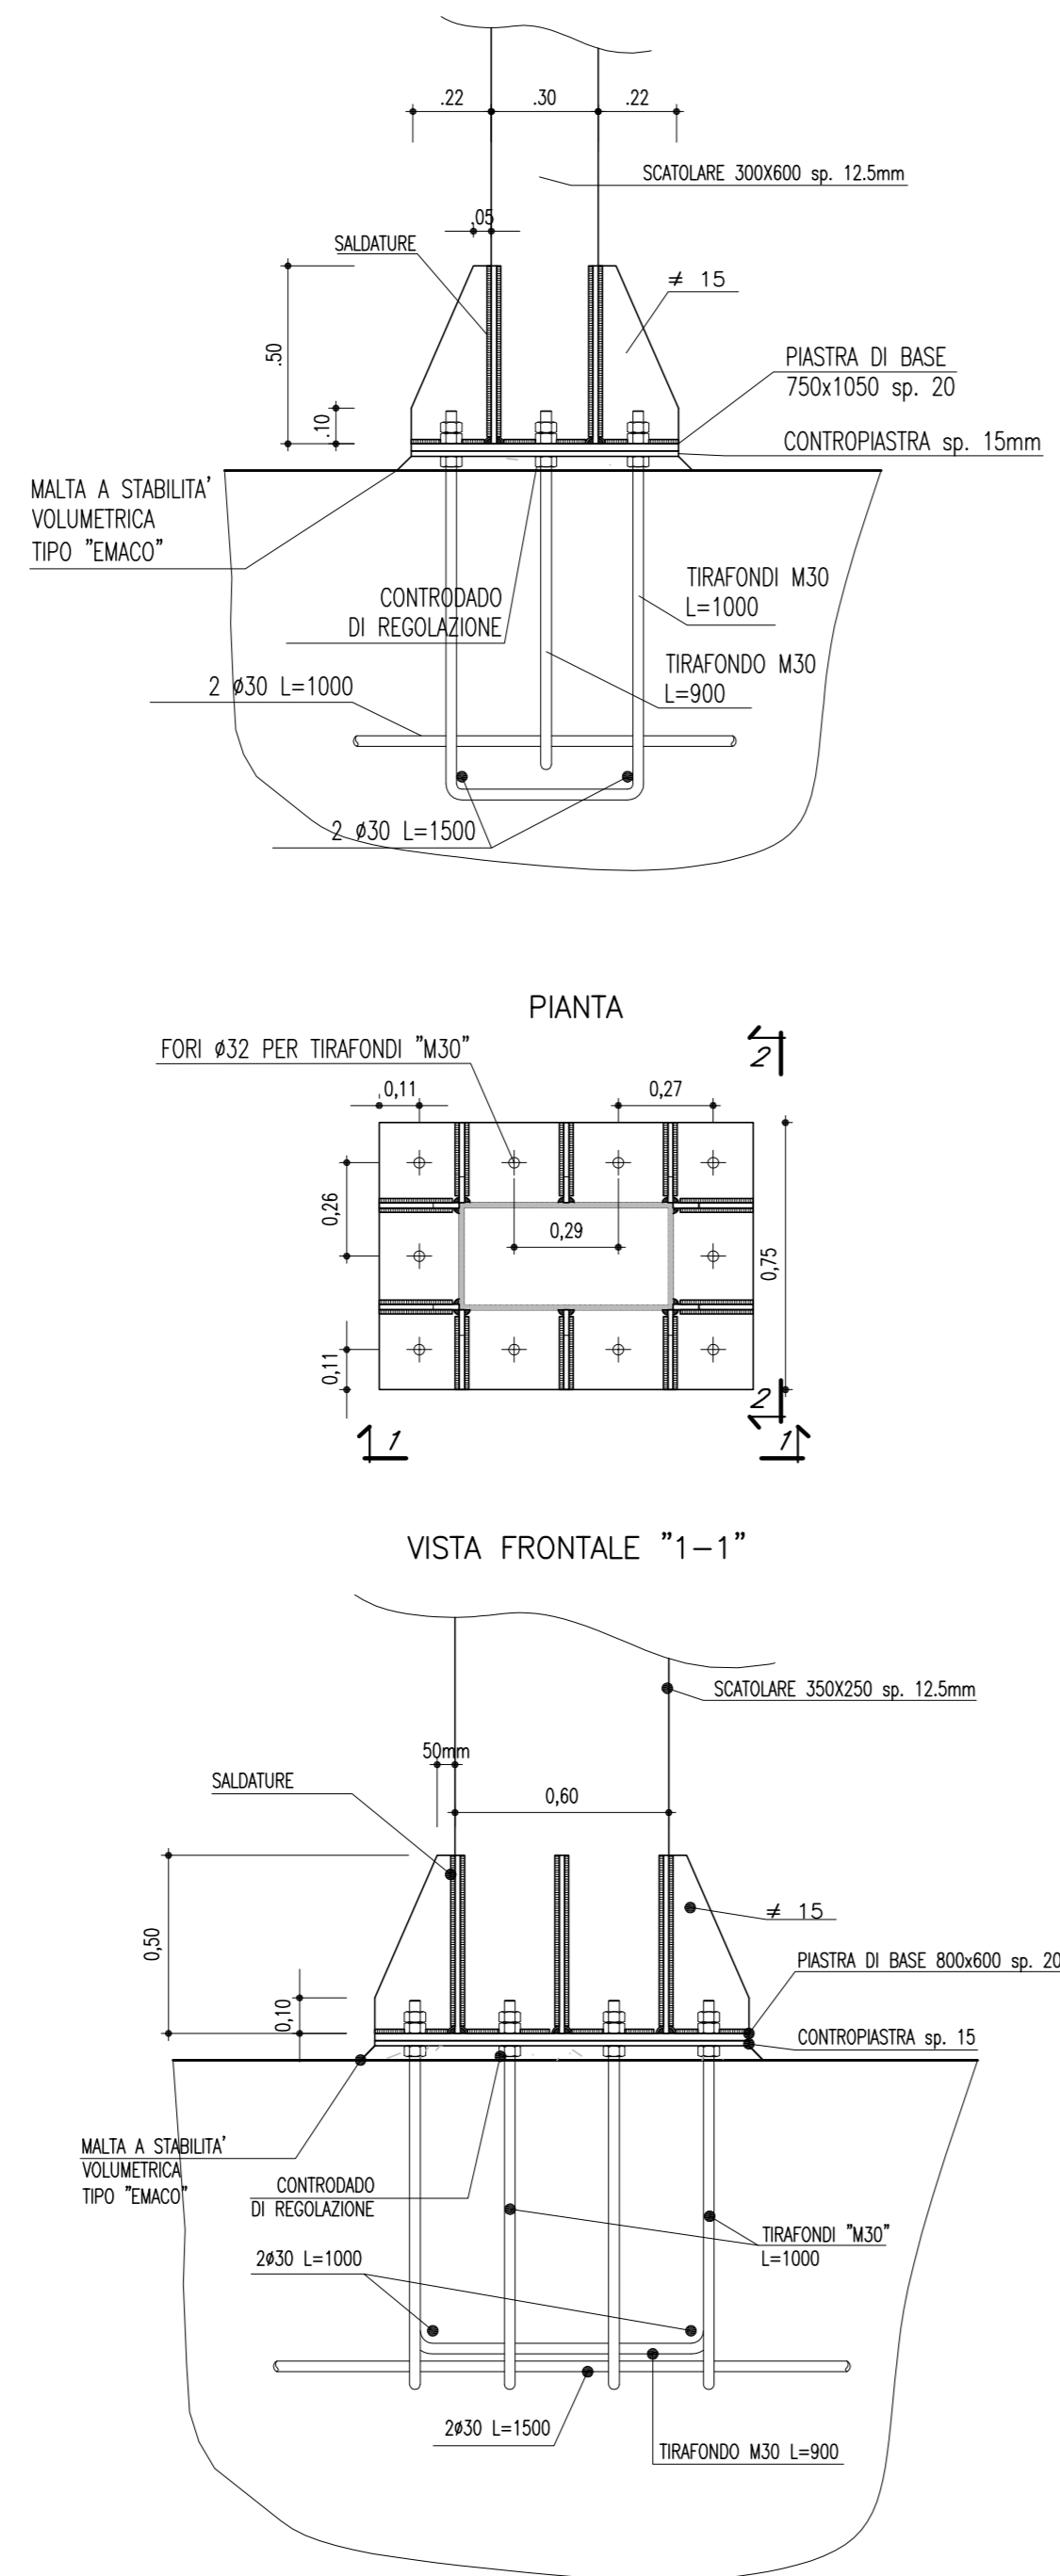 .22
.30
.22
SCATOLARE 300X600 sp. 12.5mm
,05
SALDATURE
≠ 15
.50
PIASTRA DI BASE
750x1050 sp. 20
.10
CONTROPIASTRA sp. 15mm
MALTA A STABILITA'
VOLUMETRICA
TIPO "EMACO"
TIRAFONDI M30
L=1000
CONTRODADO
DI REGOLAZIONE
TIRAFONDO M30
L=900
2 ø30 L=1000
2 ø30 L=1500
PIANTA
FORI ø32 PER TIRAFONDI "M30"
2
0,11
0,27
0,26
0,29
0,75
0,11
2
1
1
VISTA FRONTALE "1-1"
SCATOLARE 350X250 sp. 12.5mm
50mm
SALDATURE
0,60
≠ 15
0,50
PIASTRA DI BASE 800x600 sp. 20
0,10
CONTROPIASTRA sp. 15
MALTA A STABILITA'
VOLUMETRICA
TIPO "EMACO"
CONTRODADO
DI REGOLAZIONE
TIRAFONDI "M30"
L=1000
2ø30 L=1000
2ø30 L=1500
TIRAFONDO M30 L=900